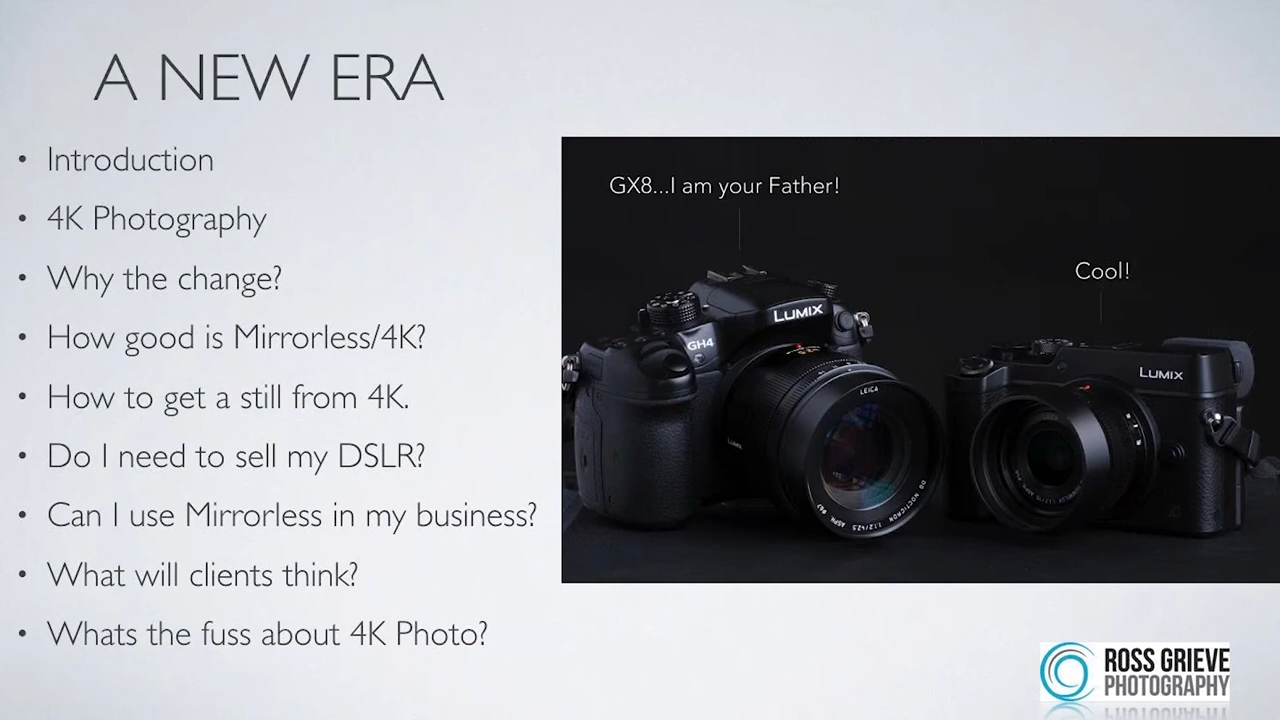 A NEW ERA
• Introduction
• 4K Photography
• Why the change?
• How good is Mirrorless/4K?
• How to get a still from 4K.
• Do I need to sell my DSLR?
• Can I use Mirrorless in my business?
• What will clients think?
• Whats the fuss about 4K Photo?
GX8...I am your Father!
Cool!
LUMIX
GH4
LEICA
LUMIX
ROSS GRIEVE
PHOTOGRAPHY